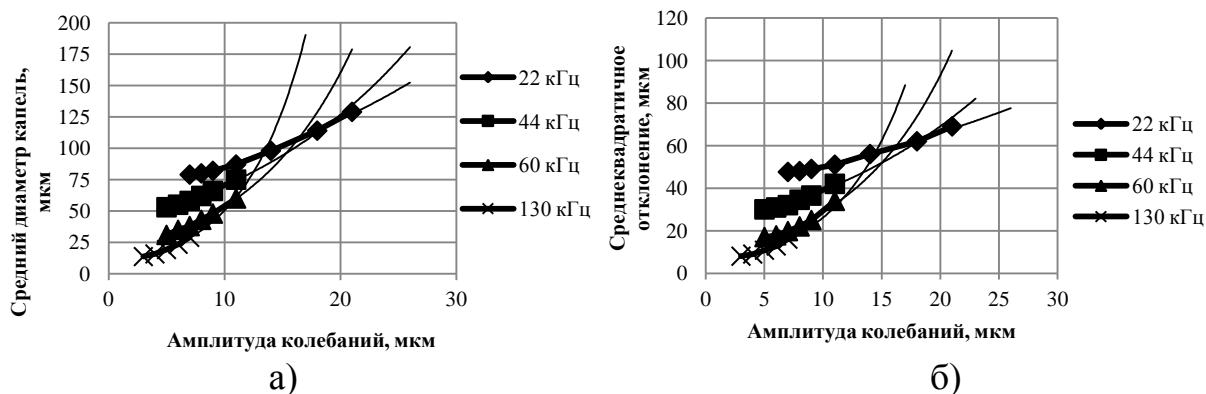 200
175
150
125
100
75
50
25
0
0 10 20 30
Средний диаметр капель,
мкм
Амплитуда колебаний, мкм
22 кГц
44 кГц
60 кГц
130 кГц
а)
120
100
80
60
40
20
0
0 5 10 15 20 25 30
Среднеквадратичное
отклонение, мкм
Амплитуда колебаний, мкм
22 кГц
44 кГц
60 кГц
130 кГц
б)